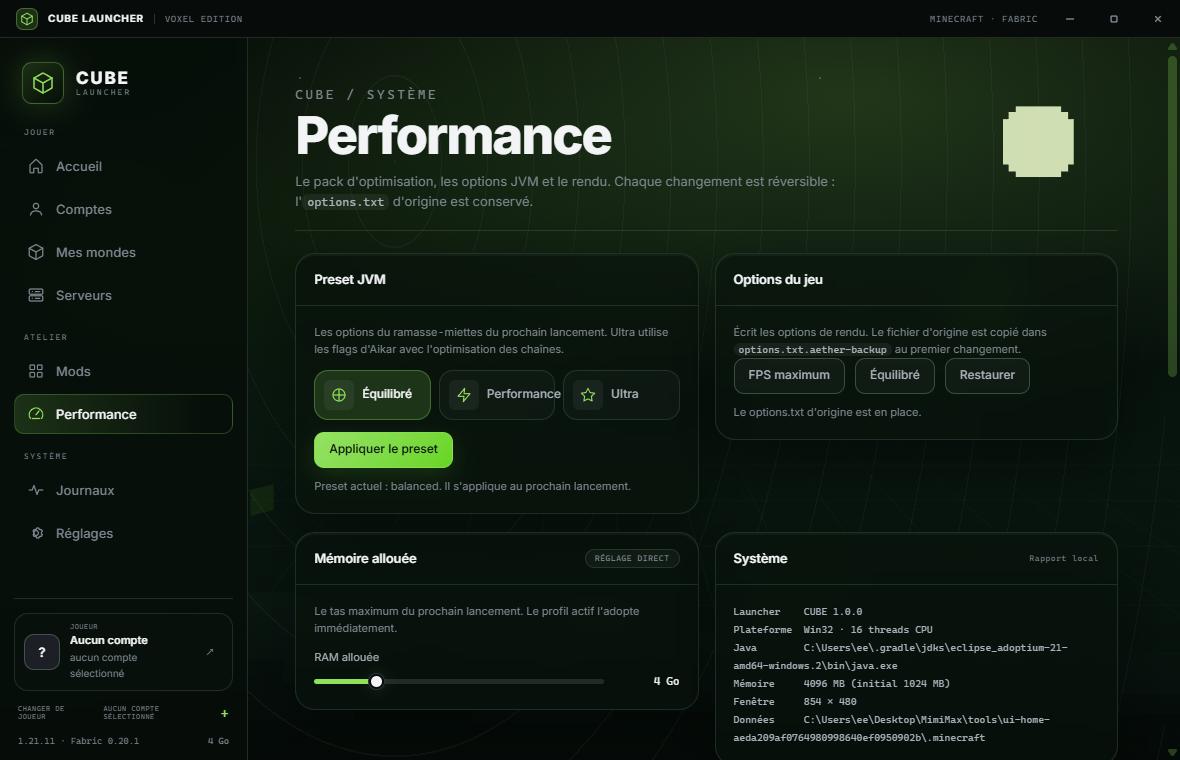 CUBE LAUNCHER
VOXEL EDITION
MINECRAFT · FABRIC
CUBE
LAUNCHER
JOUER
Accueil
Comptes
Mes mondes
Serveurs
ATELIER
Mods
Performance
SYSTÈME
Journaux
Réglages
JOUEUR
?
Aucun compte
aucun compte
sélectionné
↗
CHANGER DE
JOUEUR
AUCUN COMPTE
SÉLECTIONNÉ
+
1.21.11 · Fabric 0.20.1
4 Go
CUBE / SYSTÈME
Performance
Le pack d'optimisation, les options JVM et le rendu. Chaque changement est réversible :
l'options.txt d'origine est conservé.
Preset JVM
Les options du ramasse-miettes du prochain lancement. Ultra utilise
les flags d'Aikar avec l'optimisation des chaînes.
Équilibré
Performance
Ultra
Appliquer le preset
Preset actuel : balanced. Il s'applique au prochain lancement.
Options du jeu
Écrit les options de rendu. Le fichier d'origine est copié dans
options.txt.aether-backup au premier changement.
FPS maximum
Équilibré
Restaurer
Le options.txt d'origine est en place.
Mémoire allouée
RÉGLAGE DIRECT
Le tas maximum du prochain lancement. Le profil actif l'adopte
immédiatement.
RAM allouée
4 Go
Système
Rapport local
Launcher CUBE 1.0.0
Plateforme Win32 · 16 threads CPU
Java C:\Users\ee\.gradle\jdks\eclipse_adoptium-21-
amd64-windows.2\bin\java.exe
Mémoire 4096 MB (initial 1024 MB)
Fenêtre 854 × 480
Données C:\Users\ee\Desktop\MimiMax\tools\ui-home-
aeda209af0764980998640ef0950902b\.minecraft